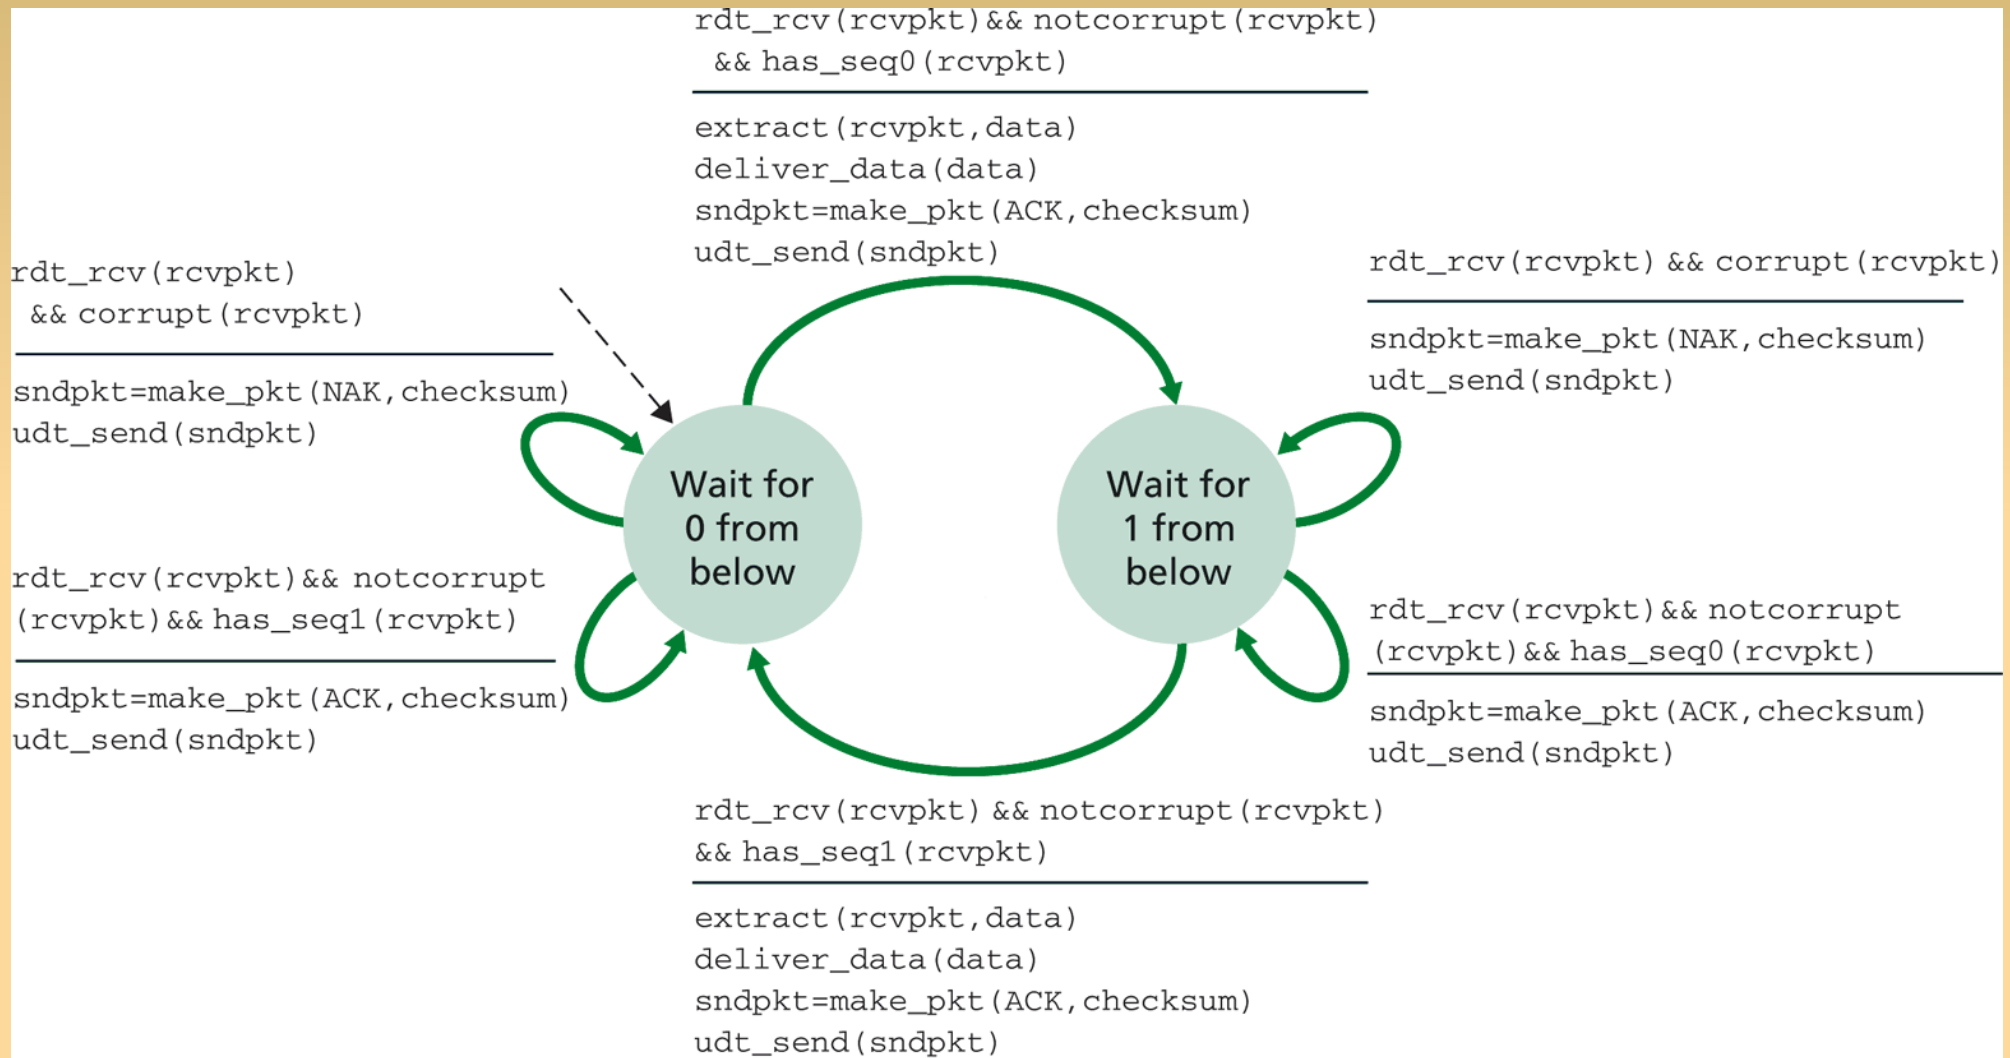 rdt_rcv(rcvpkt)&& notcorrupt(rcvpkt)
&& has_seq0(rcvpkt)
extract(rcvpkt,data)
deliver_data(data)
sndpkt=make_pkt(ACK,checksum)
udt_send(sndpkt)
rdt_rcv(rcvpkt)
&& corrupt(rcvpkt)
sndpkt=make_pkt(NAK,checksum)
udt_send(sndpkt)
rdt_rcv(rcvpkt) && corrupt(rcvpkt)
sndpkt=make_pkt(NAK,checksum)
udt_send(sndpkt)
Wait for
0 from
below
Wait for
1 from
below
rdt_rcv(rcvpkt)&& notcorrupt
(rcvpkt)&& has_seq1(rcvpkt)
sndpkt=make_pkt(ACK,checksum)
udt_send(sndpkt)
rdt_rcv(rcvpkt)&& notcorrupt
(rcvpkt)&& has_seq0(rcvpkt)
sndpkt=make_pkt(ACK,checksum)
udt_send(sndpkt)
rdt_rcv(rcvpkt) && notcorrupt(rcvpkt)
&& has_seq1(rcvpkt)
extract(rcvpkt,data)
deliver_data(data)
sndpkt=make_pkt(ACK,checksum)
udt_send(sndpkt)